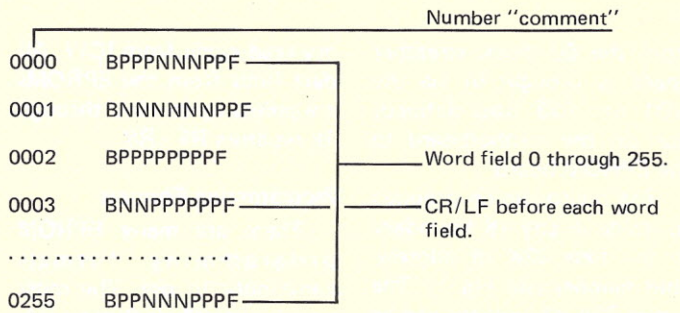 Number "comment"
0000 BPPPNNNPPF
0001 BNNNNNNPPF
0002 BPPPPPPPPF
Word field 0 through 255.
0003 BNNPPPPPPF
CR/LF before each word
field.
...................
0255 BPPNNNPPPF